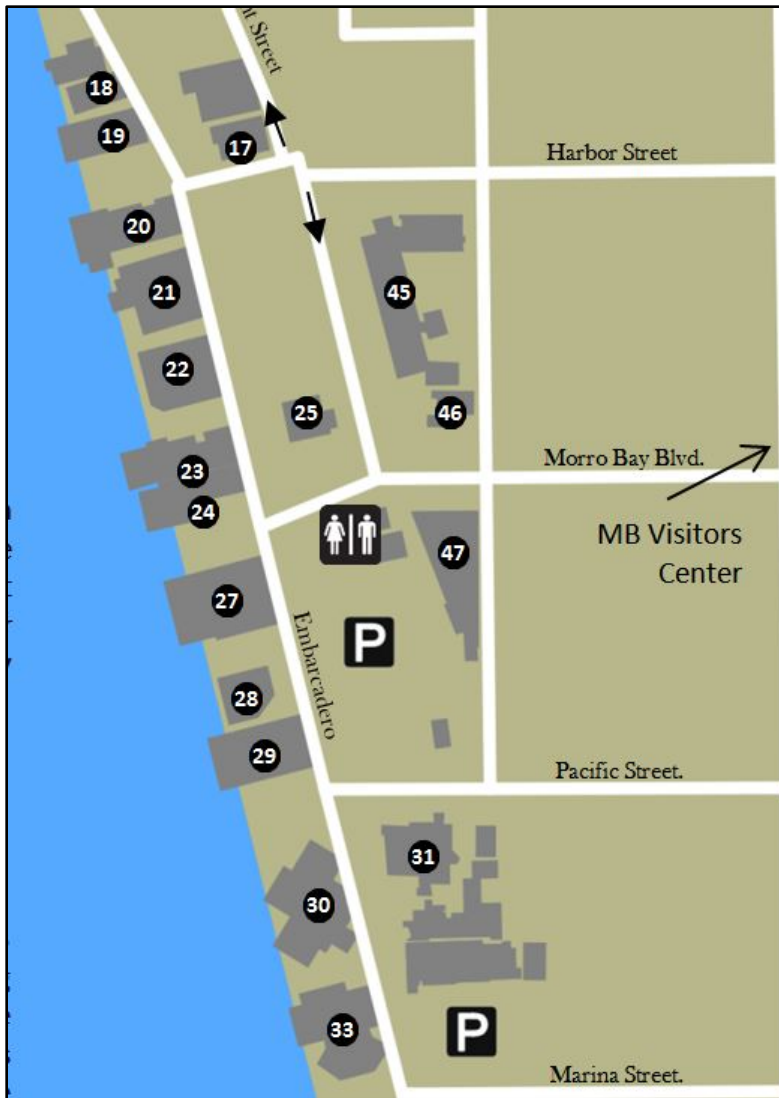 Street
18
19
17
Harbor Street
20
21
45
22
25
46
23
Morro Bay Blvd.
24
MB Visitors
Center
47
27
P
Embarcadero
28
29
Pacific Street.
31
30
33
P
Marina Street.